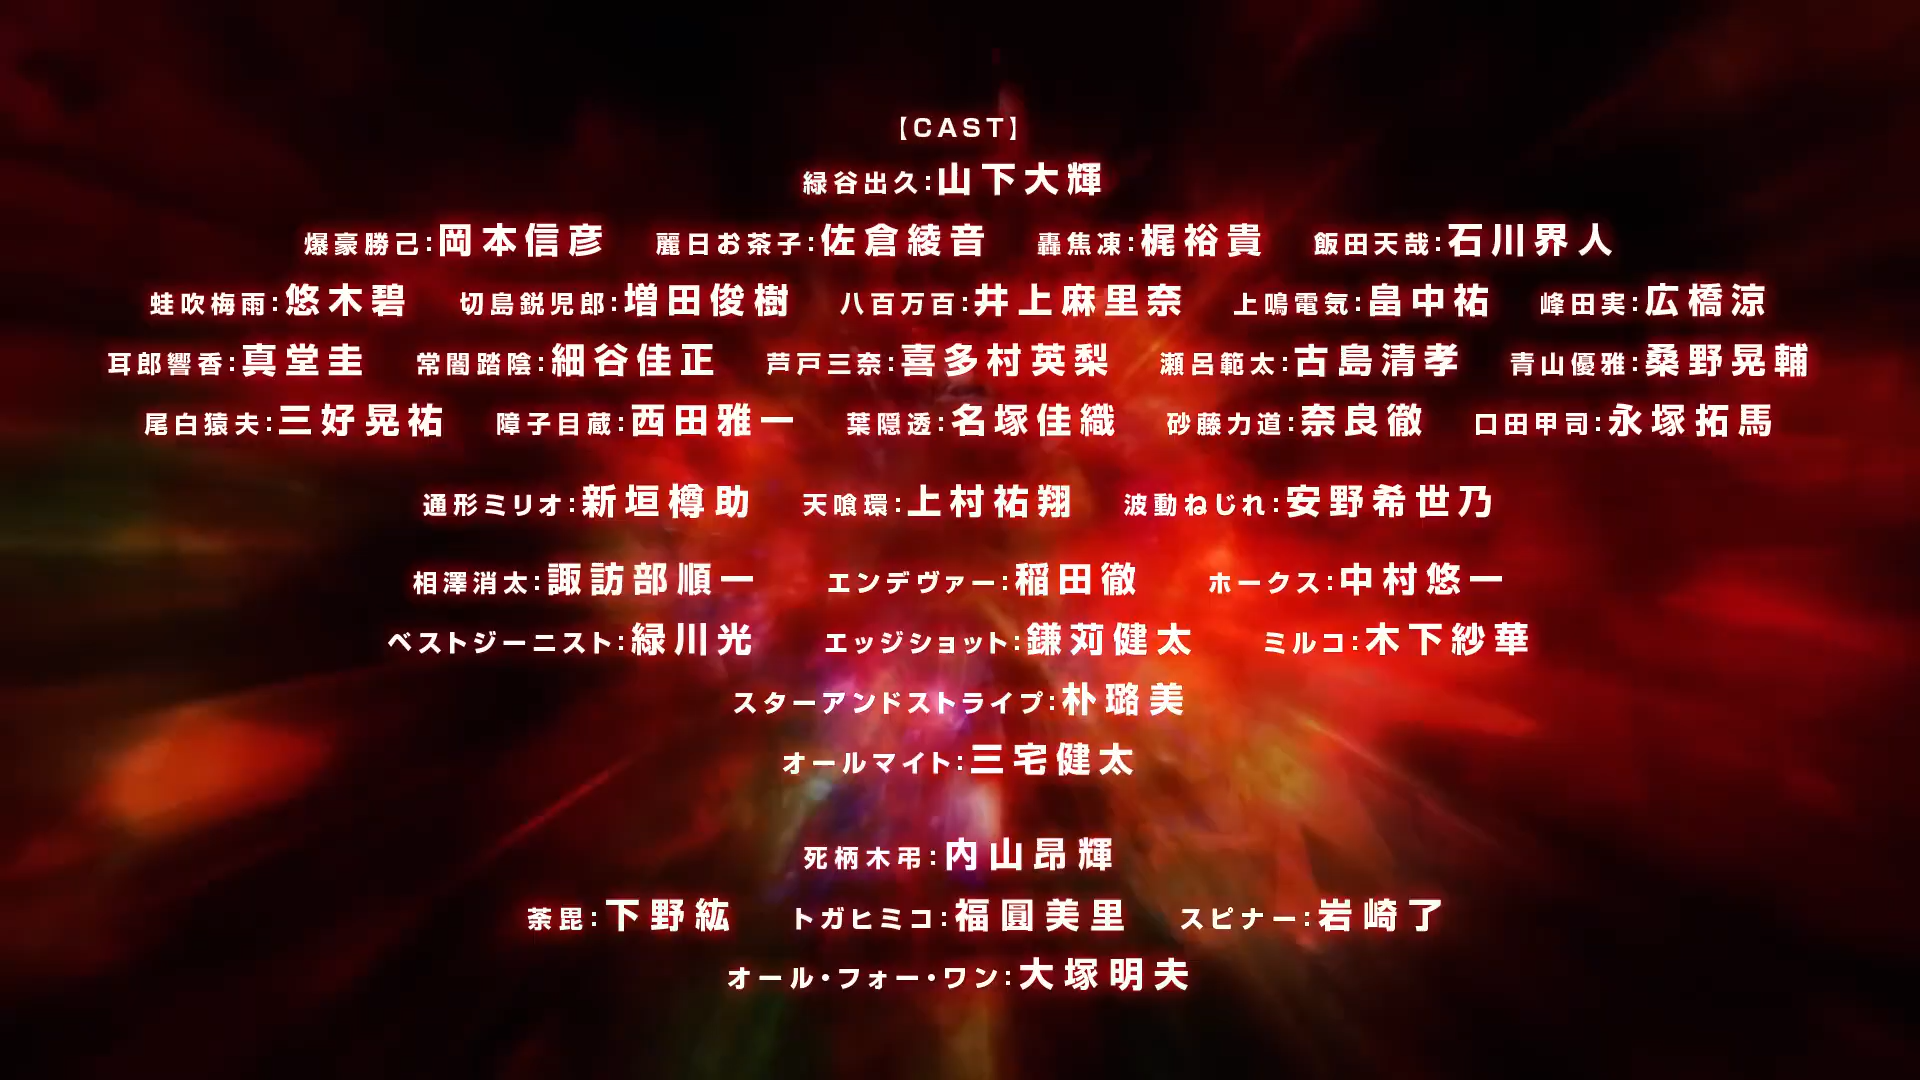 【CAST】
緑谷出久:山下大輝
爆豪勝己:岡本信彦 麗日お茶子:佐倉綾音 轟焦凍:梶裕貴 飯田天哉:石川界人
蛙吹梅雨:悠木碧 切島鋭児郎:増田俊樹 八百万百:井上麻里奈 上鳴電気:畠中祐 峰田実:広橋涼
耳郎響香:真堂圭 常闇踏陰:細谷佳正 芦戸三奈:喜多村英梨 瀬呂範太:古島清孝 青山優雅:桑野晃輔
尾白猿夫:三好晃祐 障子目蔵:西田雅一 葉隠透:名塚佳織 砂藤力道:奈良徹 口田甲司:永塚拓馬
通形ミリオ:新垣樽助 天喰環:上村祐翔 波動ねじれ:安野希世乃
相澤消太:諏訪部順一 エンデヴァー:稲田徹 ホークス:中村悠一
ベストジーニスト:緑川光 エッジショット:鎌苅健太 ミルコ:木下紗華
スターアンドストライプ:朴璐美
オールマイト:三宅健太
死柄木弔:内山昂輝
荼毘:下野紘 トガヒミコ:福圓美里 スピナー:岩崎了
オール・フォー・ワン:大塚明夫